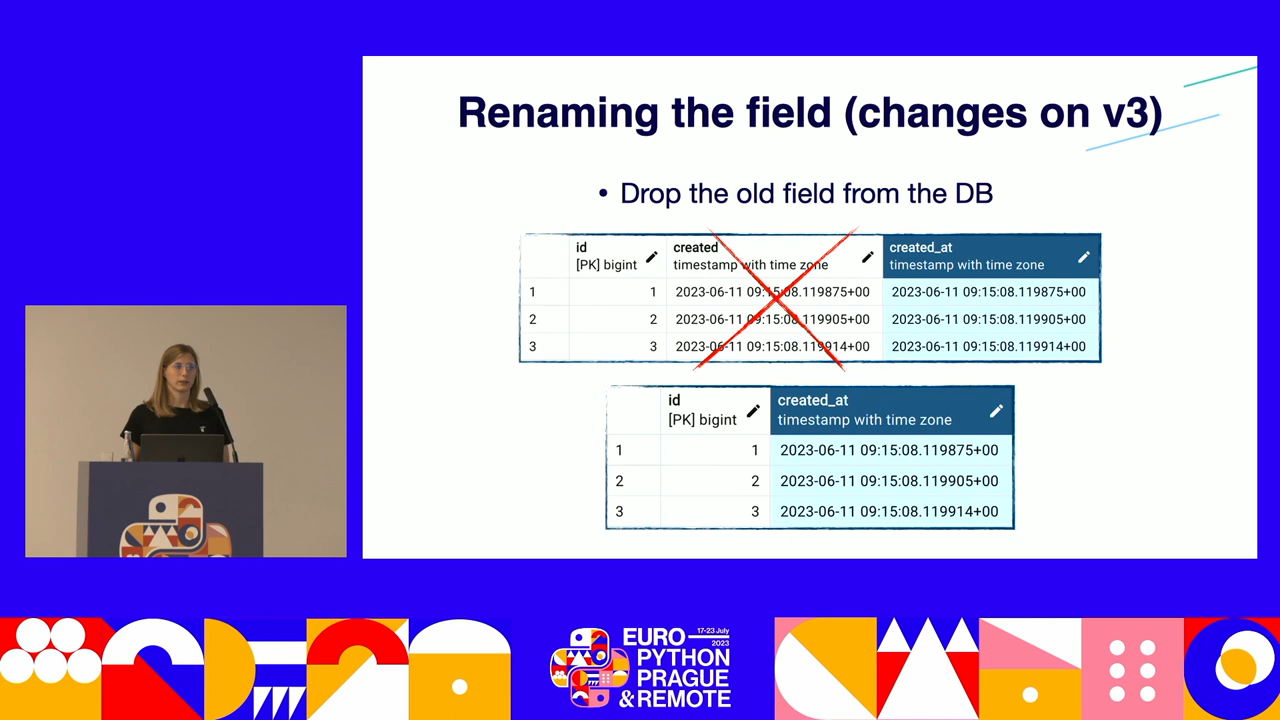 Renaming the field (changes on v3)
• Drop the old field from the DB
id created created_at
[PK] bigint timestamp with time zone timestamp with time zone
1 1 2023-06-11 09:15:08.119875+00 2023-06-11 09:15:08.119875+00
2 2 2023-06-11 09:15:08.119905+00 2023-06-11 09:15:08.119905+00
3 3 2023-06-11 09:15:08.119914+00 2023-06-11 09:15:08.119914+00
id created_at
[PK] bigint timestamp with time zone
1 1 2023-06-11 09:15:08.119875+00
2 2 2023-06-11 09:15:08.119905+00
3 3 2023-06-11 09:15:08.119914+00
EURO 17-23 July
2023
PYTHON
PRAGUE
& REMOTE